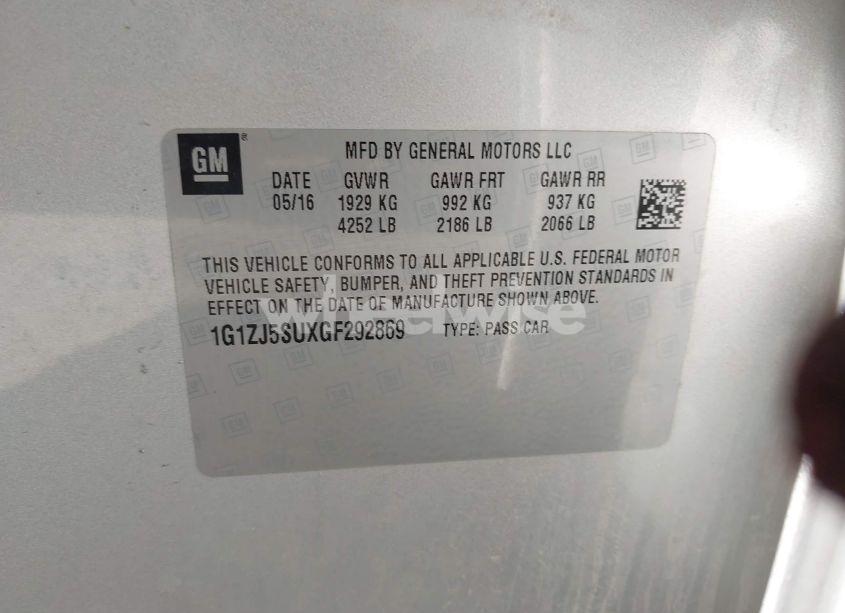 GM®
MFD BY GENERAL MOTORS LLC
DATE GVWR GAWR FRT GAWR RR
05/16 1929 KG 992 KG 937 KG
4252 LB 2186 LB 2066 LB
THIS VEHICLE CONFORMS TO ALL APPLICABLE U.S. FEDERAL MOTOR
VEHICLE SAFETY, BUMPER, AND THEFT PREVENTION STANDARDS IN
EFFECT ON THE DATE OF MANUFACTURE SHOWN ABOVE.
wheelwise
1G1ZJ5SUXGF292869 TYPE: PASS CAR